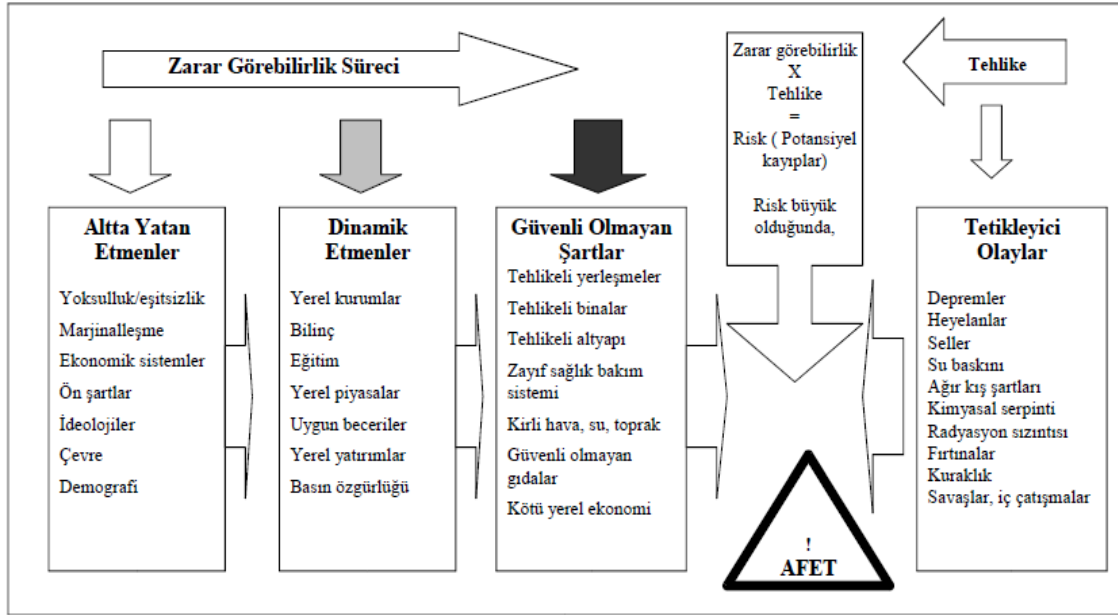 Zarar Görebilirlik Süreci
Zarar görebilirlik
X
Tehlike
=
Risk ( Potansiyel
kayıplar)
Risk büyük
olduğunda,
Tehlike
Altta Yatan
Etmenler
Yoksulluk/eşitsizlik
Marjinalleşme
Ekonomik sistemler
Ön şartlar
İdeolojiler
Çevre
Demografi
Dinamik
Etmenler
Yerel kurumlar
Bilinç
Eğitim
Yerel piyasalar
Uygun beceriler
Yerel yatırımlar
Basın özgürlüğü
Güvenli Olmayan
Şartlar
Tehlikeli yerleşmeler
Tehlikeli binalar
Tehlikeli altyapı
Zayıf sağlık bakım
sistemi
Kirli hava, su, toprak
Güvenli olmayan
gıdalar
Kötü yerel ekonomi
!
AFET
Tetikleyici
Olaylar
Depremler
Heyelanlar
Seller
Su baskını
Ağır kış şartları
Kimyasal serpinti
Radyasyon sızıntısı
Fırtınalar
Kuraklık
Savaşlar, iç çatışmalar